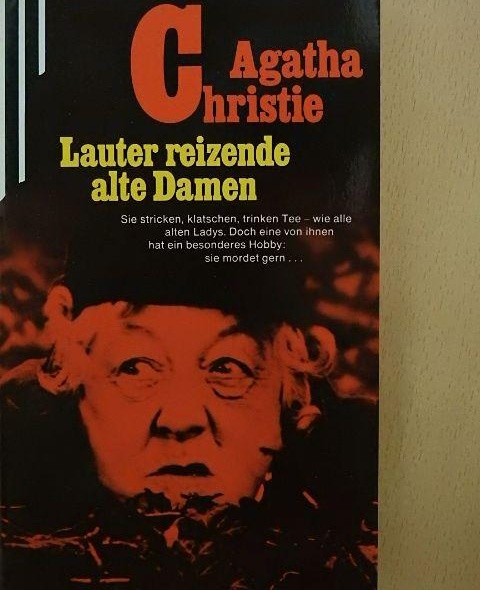 Agatha
Christie
Lauter reizende
alte Damen
Sie stricken, klatschen, trinken Tee – wie alle
alten Ladys. Doch eine von ihnen
hat ein besonderes Hobby:
sie mordet gern . . .